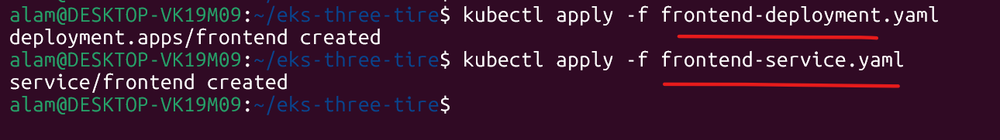 alam@DESKTOP-VK19M09:~/eks-three-tire$ kubectl apply -f frontend-deployment.yaml
deployment.apps/frontend created
alam@DESKTOP-VK19M09:~/eks-three-tire$ kubectl apply -f frontend-service.yaml
service/frontend created
alam@DESKTOP-VK19M09:~/eks-three-tire$